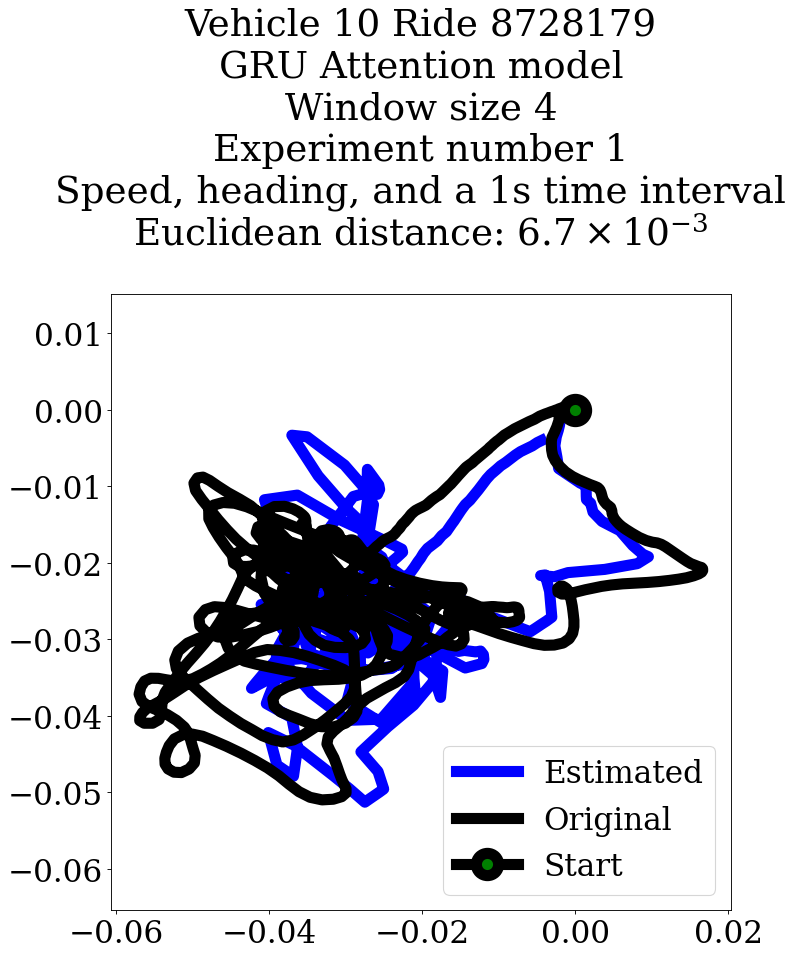 Vehicle 10 Ride 8728179
GRU Attention model
Window size 4
Experiment number 1
Speed, heading, and a 1s time interval
Euclidean distance: 6.7 × 10⁻³
0.01
0.00
−0.01
−0.02
−0.03
−0.04
−0.05
−0.06
Estimated
Original
Start
−0.06 −0.04 −0.02 0.00 0.02